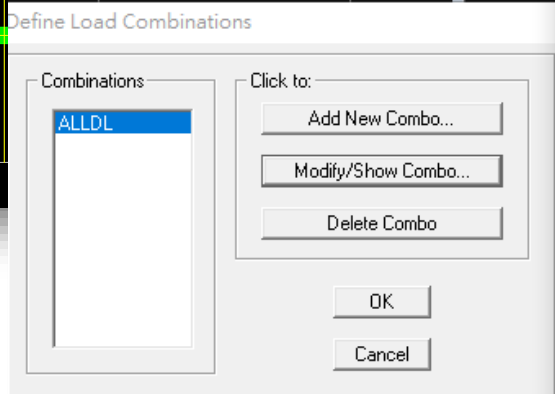 Define Load Combinations
Combinations
ALLDL
Click to:
Add New Combo...
Modify/Show Combo...
Delete Combo
OK
Cancel